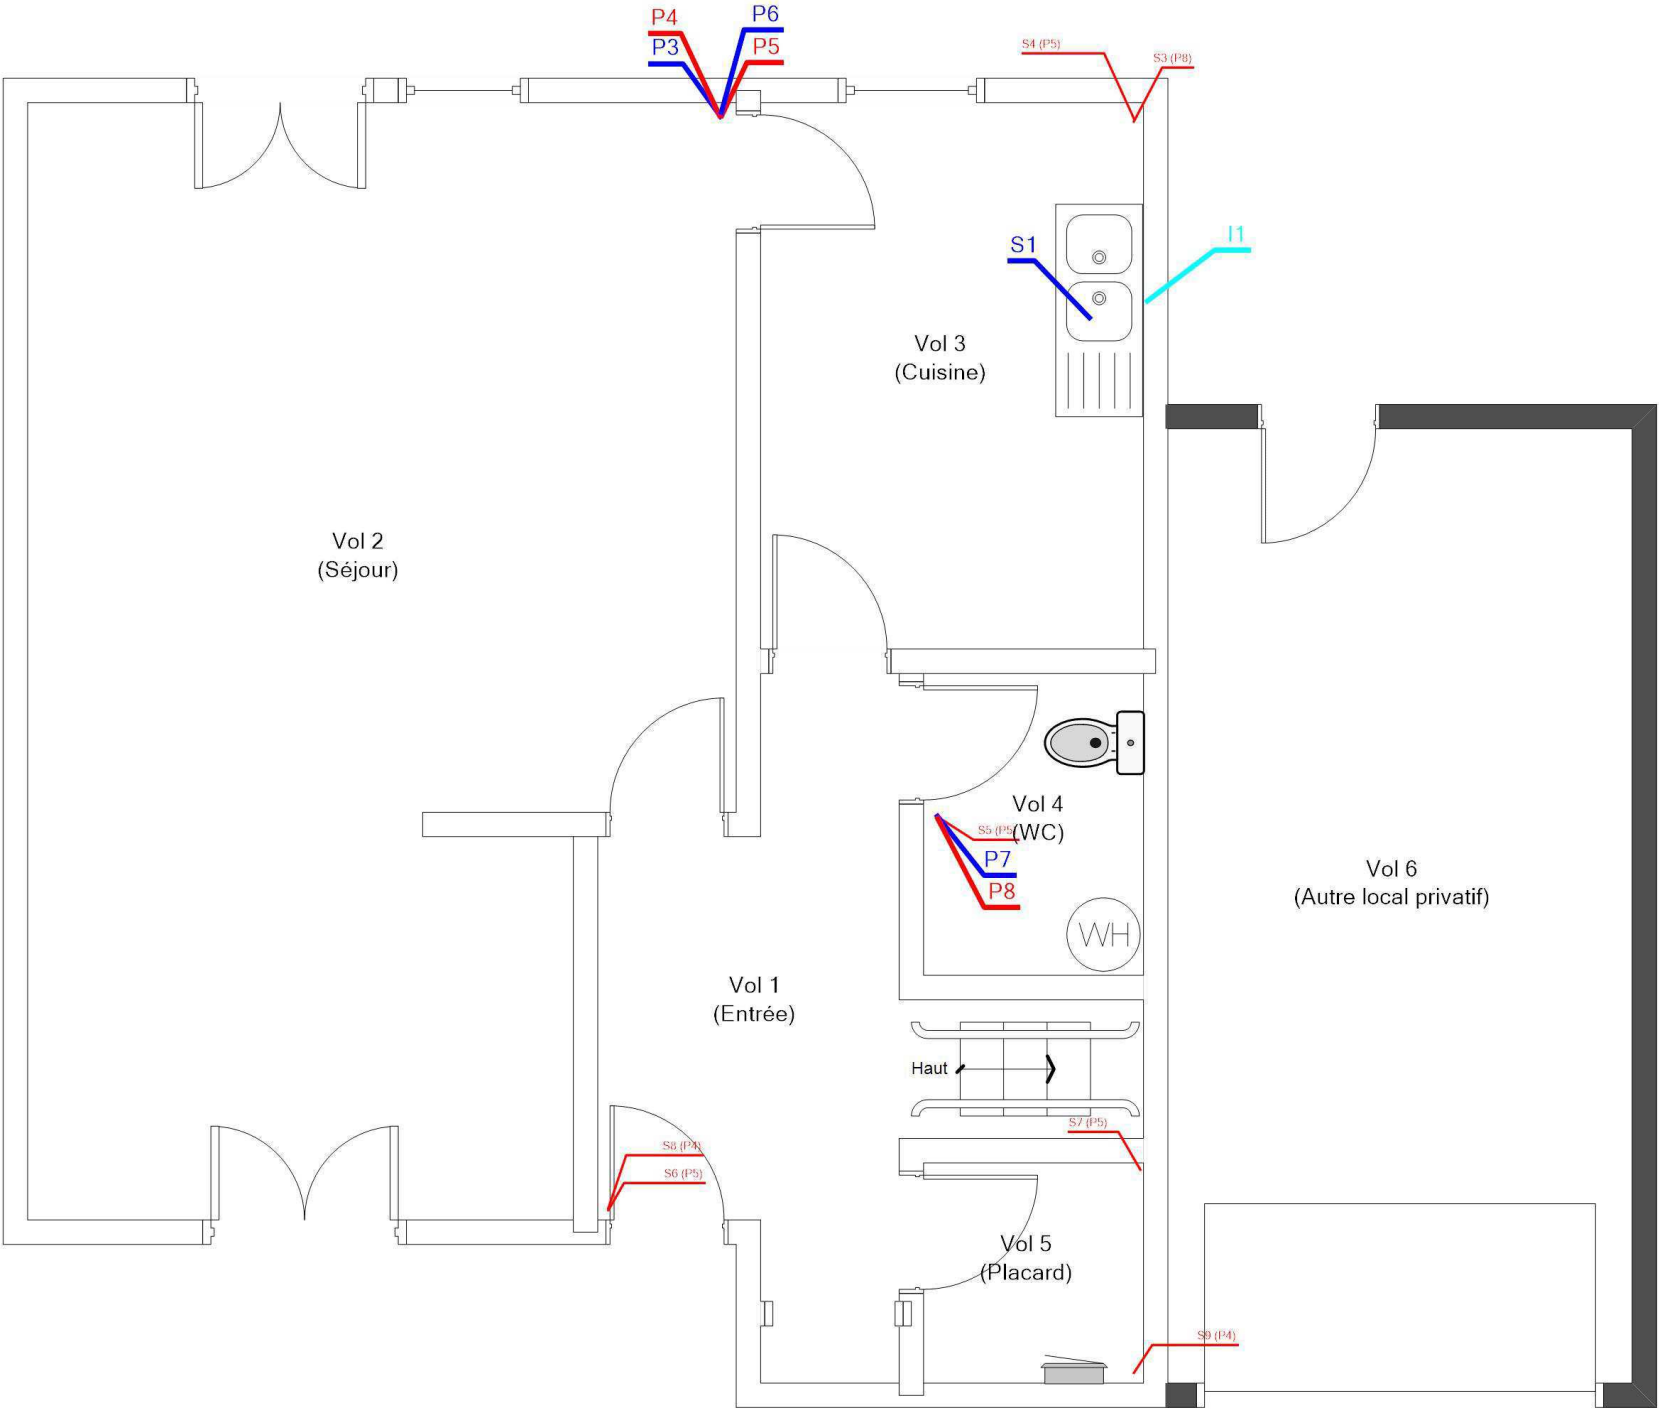 P4
P6
P3
P5
S4 (P5)
S3 (P8)
S1
I1
Vol 3
(Cuisine)
Vol 2
(Séjour)
Vol 4
(WC)
S5 (P5)
P7
P8
Vol 6
(Autre local privatif)
WH
Vol 1
(Entrée)
Haut
S7 (P5)
S8 (P4)
S6 (P5)
Vol 5
(Placard)
S9 (P4)